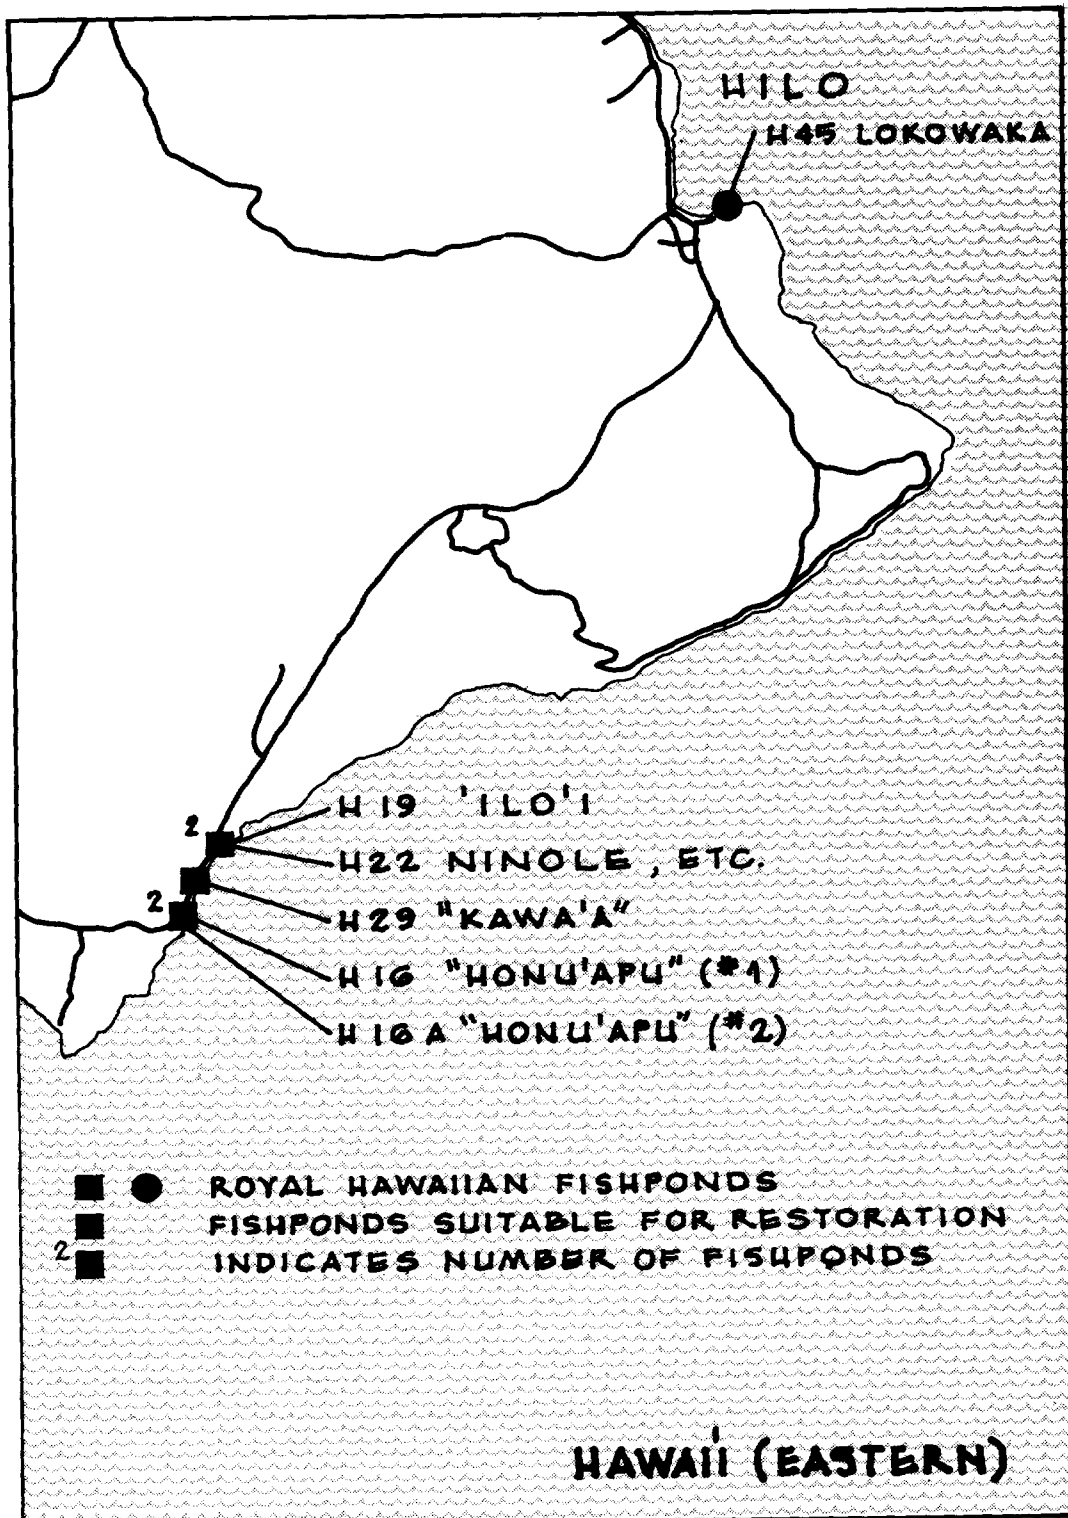 HILO
H45 LOKOWAKA
2
H19 'ILO'I
H22 NINOLE, ETC.
H29 "KAWA'A"
2
H16 "HONU'APU" (#1)
H16A "HONU'APU" (#2)
ROYAL HAWAIIAN FISHPONDS
FISHPONDS SUITABLE FOR RESTORATION
2 INDICATES NUMBER OF FISHPONDS
HAWAI'I (EASTERN)